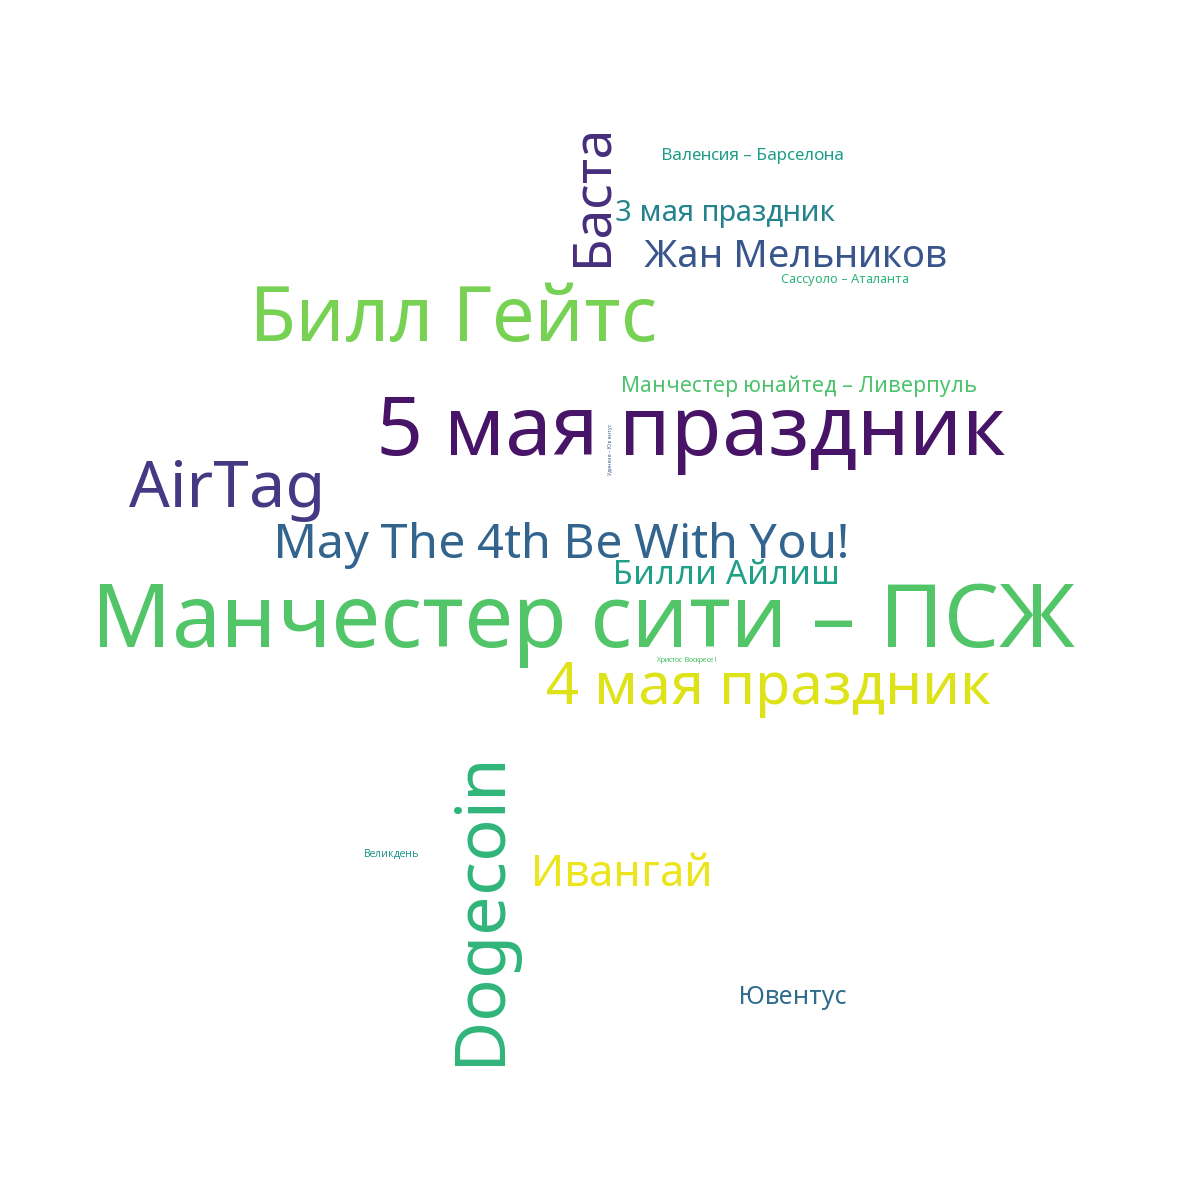 Баста
Валенсия – Барселона
3 мая праздник
Жан Мельников
Сассуоло – Аталанта
Билл Гейтс
Манчестер юнайтед – Ливерпуль
5 мая праздник
Удинезе – Ювентус
AirTag
May The 4th Be With You!
Билли Айлиш
Манчестер сити – ПСЖ
Христос Воскресе!
4 мая праздник
Dogecoin
Великдень
Ивангай
Ювентус